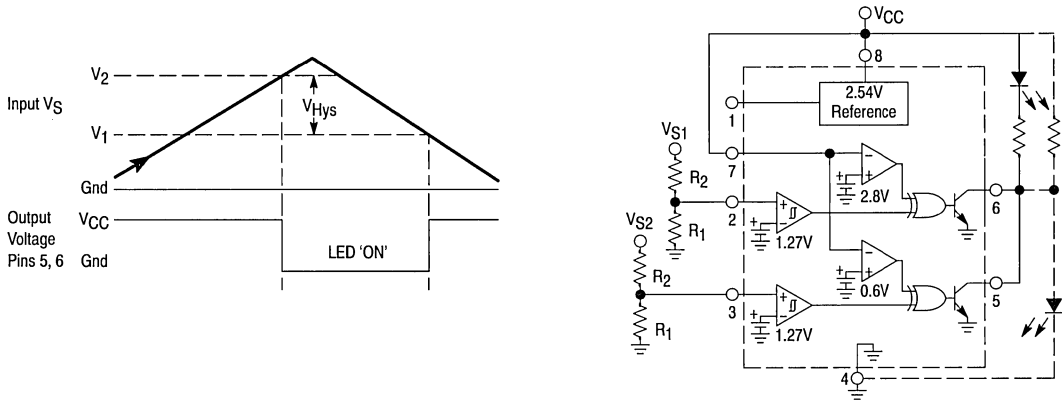 V2
Input VS
VHys
V1
Gnd
Output
Voltage
Pins 5, 6
VCC
Gnd
LED 'ON'
VCC
8
2.54V
Reference
1
VS1
7
R2
2.8V
6
2
VS2
R1
1.27V
R2
0.6V
5
3
R1
1.27V
4